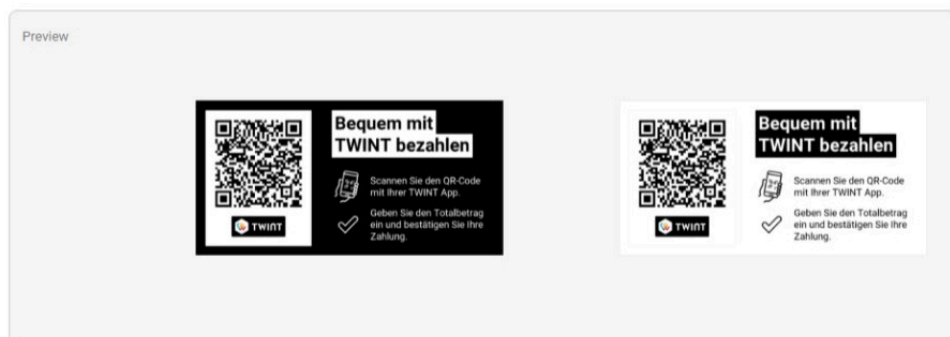 Preview
Bequem mit
TWINT bezahlen
Scannen Sie den QR-Code
mit Ihrer TWINT App.
Geben Sie den Totalbetrag
ein und bestätigen Sie Ihre
Zahlung.
TWINT
Bequem mit
TWINT bezahlen
Scannen Sie den QR-Code
mit Ihrer TWINT App.
Geben Sie den Totalbetrag
ein und bestätigen Sie Ihre
Zahlung.
TWINT